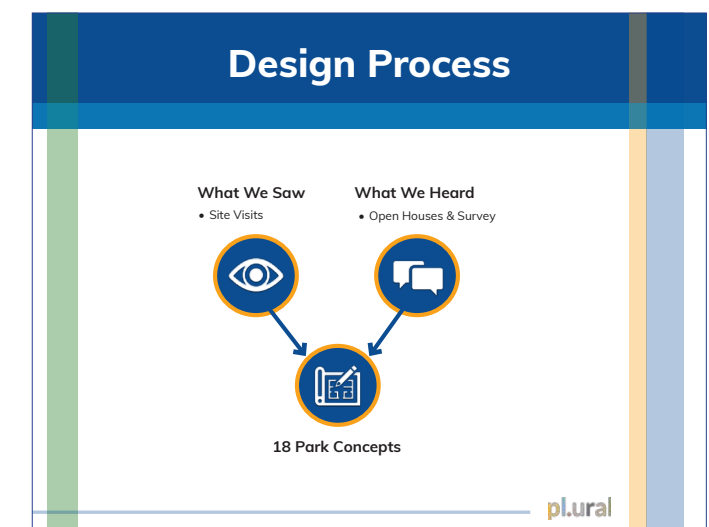 Design Process
What We Saw
• Site Visits
What We Heard
• Open Houses & Survey
18 Park Concepts
pl.ural